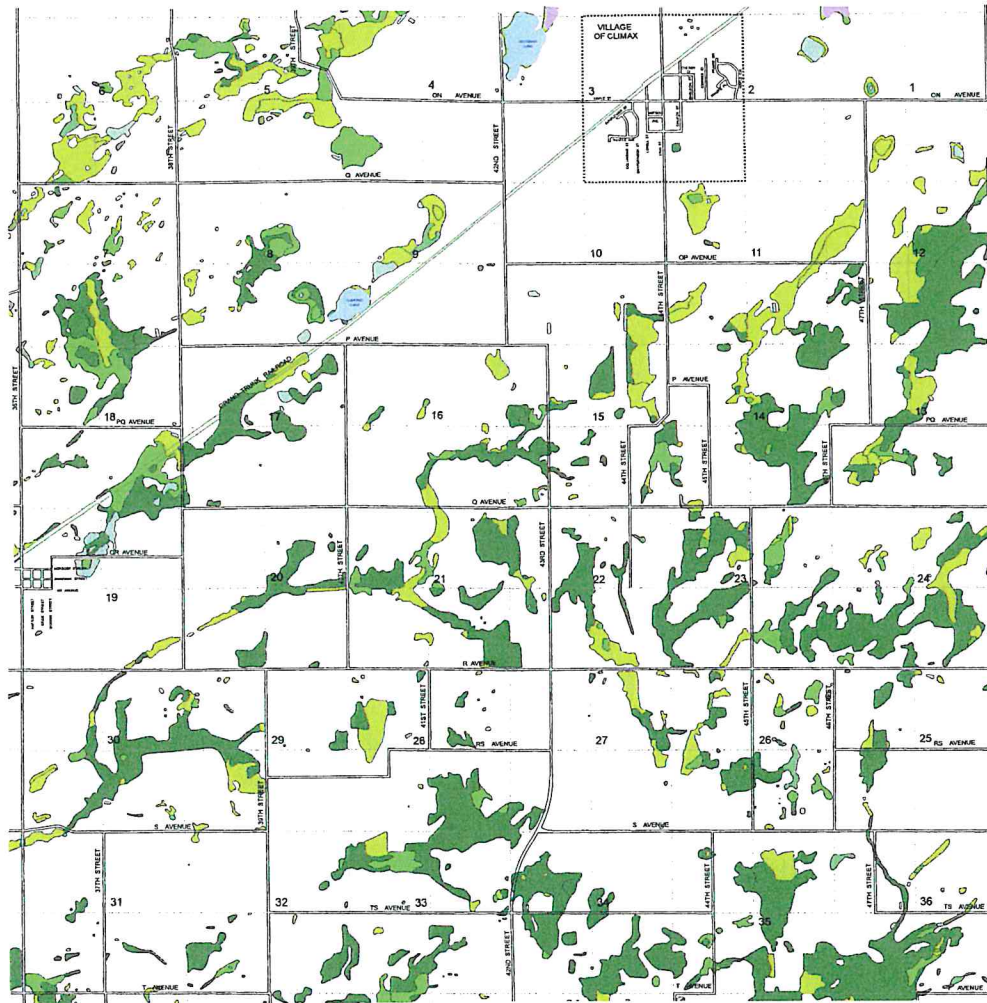 VILLAGE
OF CLIMAX
6
5
4
3
2
1
ON AVENUE
ON AVENUE
38TH STREET
42ND STREET
O AVENUE
7
8
9
10
11
12
OP AVENUE
36TH STREET
44TH STREET
47TH STREET
P AVENUE
GRAND TRUNK RAILROAD
P AVENUE
18
17
16
15
14
13
PQ AVENUE
PQ AVENUE
44TH STREET
45TH STREET
Q AVENUE
43RD STREET
QR AVENUE
19
20
21
22
23
24
R AVENUE
30
29
28
27
26
25
41ST STREET
45TH STREET
46TH STREET
RS AVENUE
RS AVENUE
39TH STREET
S AVENUE
S AVENUE
37TH STREET
44TH STREET
47TH STREET
31
32
33
34
35
36
TS AVENUE
TS AVENUE
42ND STREET
T AVENUE
T AVENUE
AVENUE